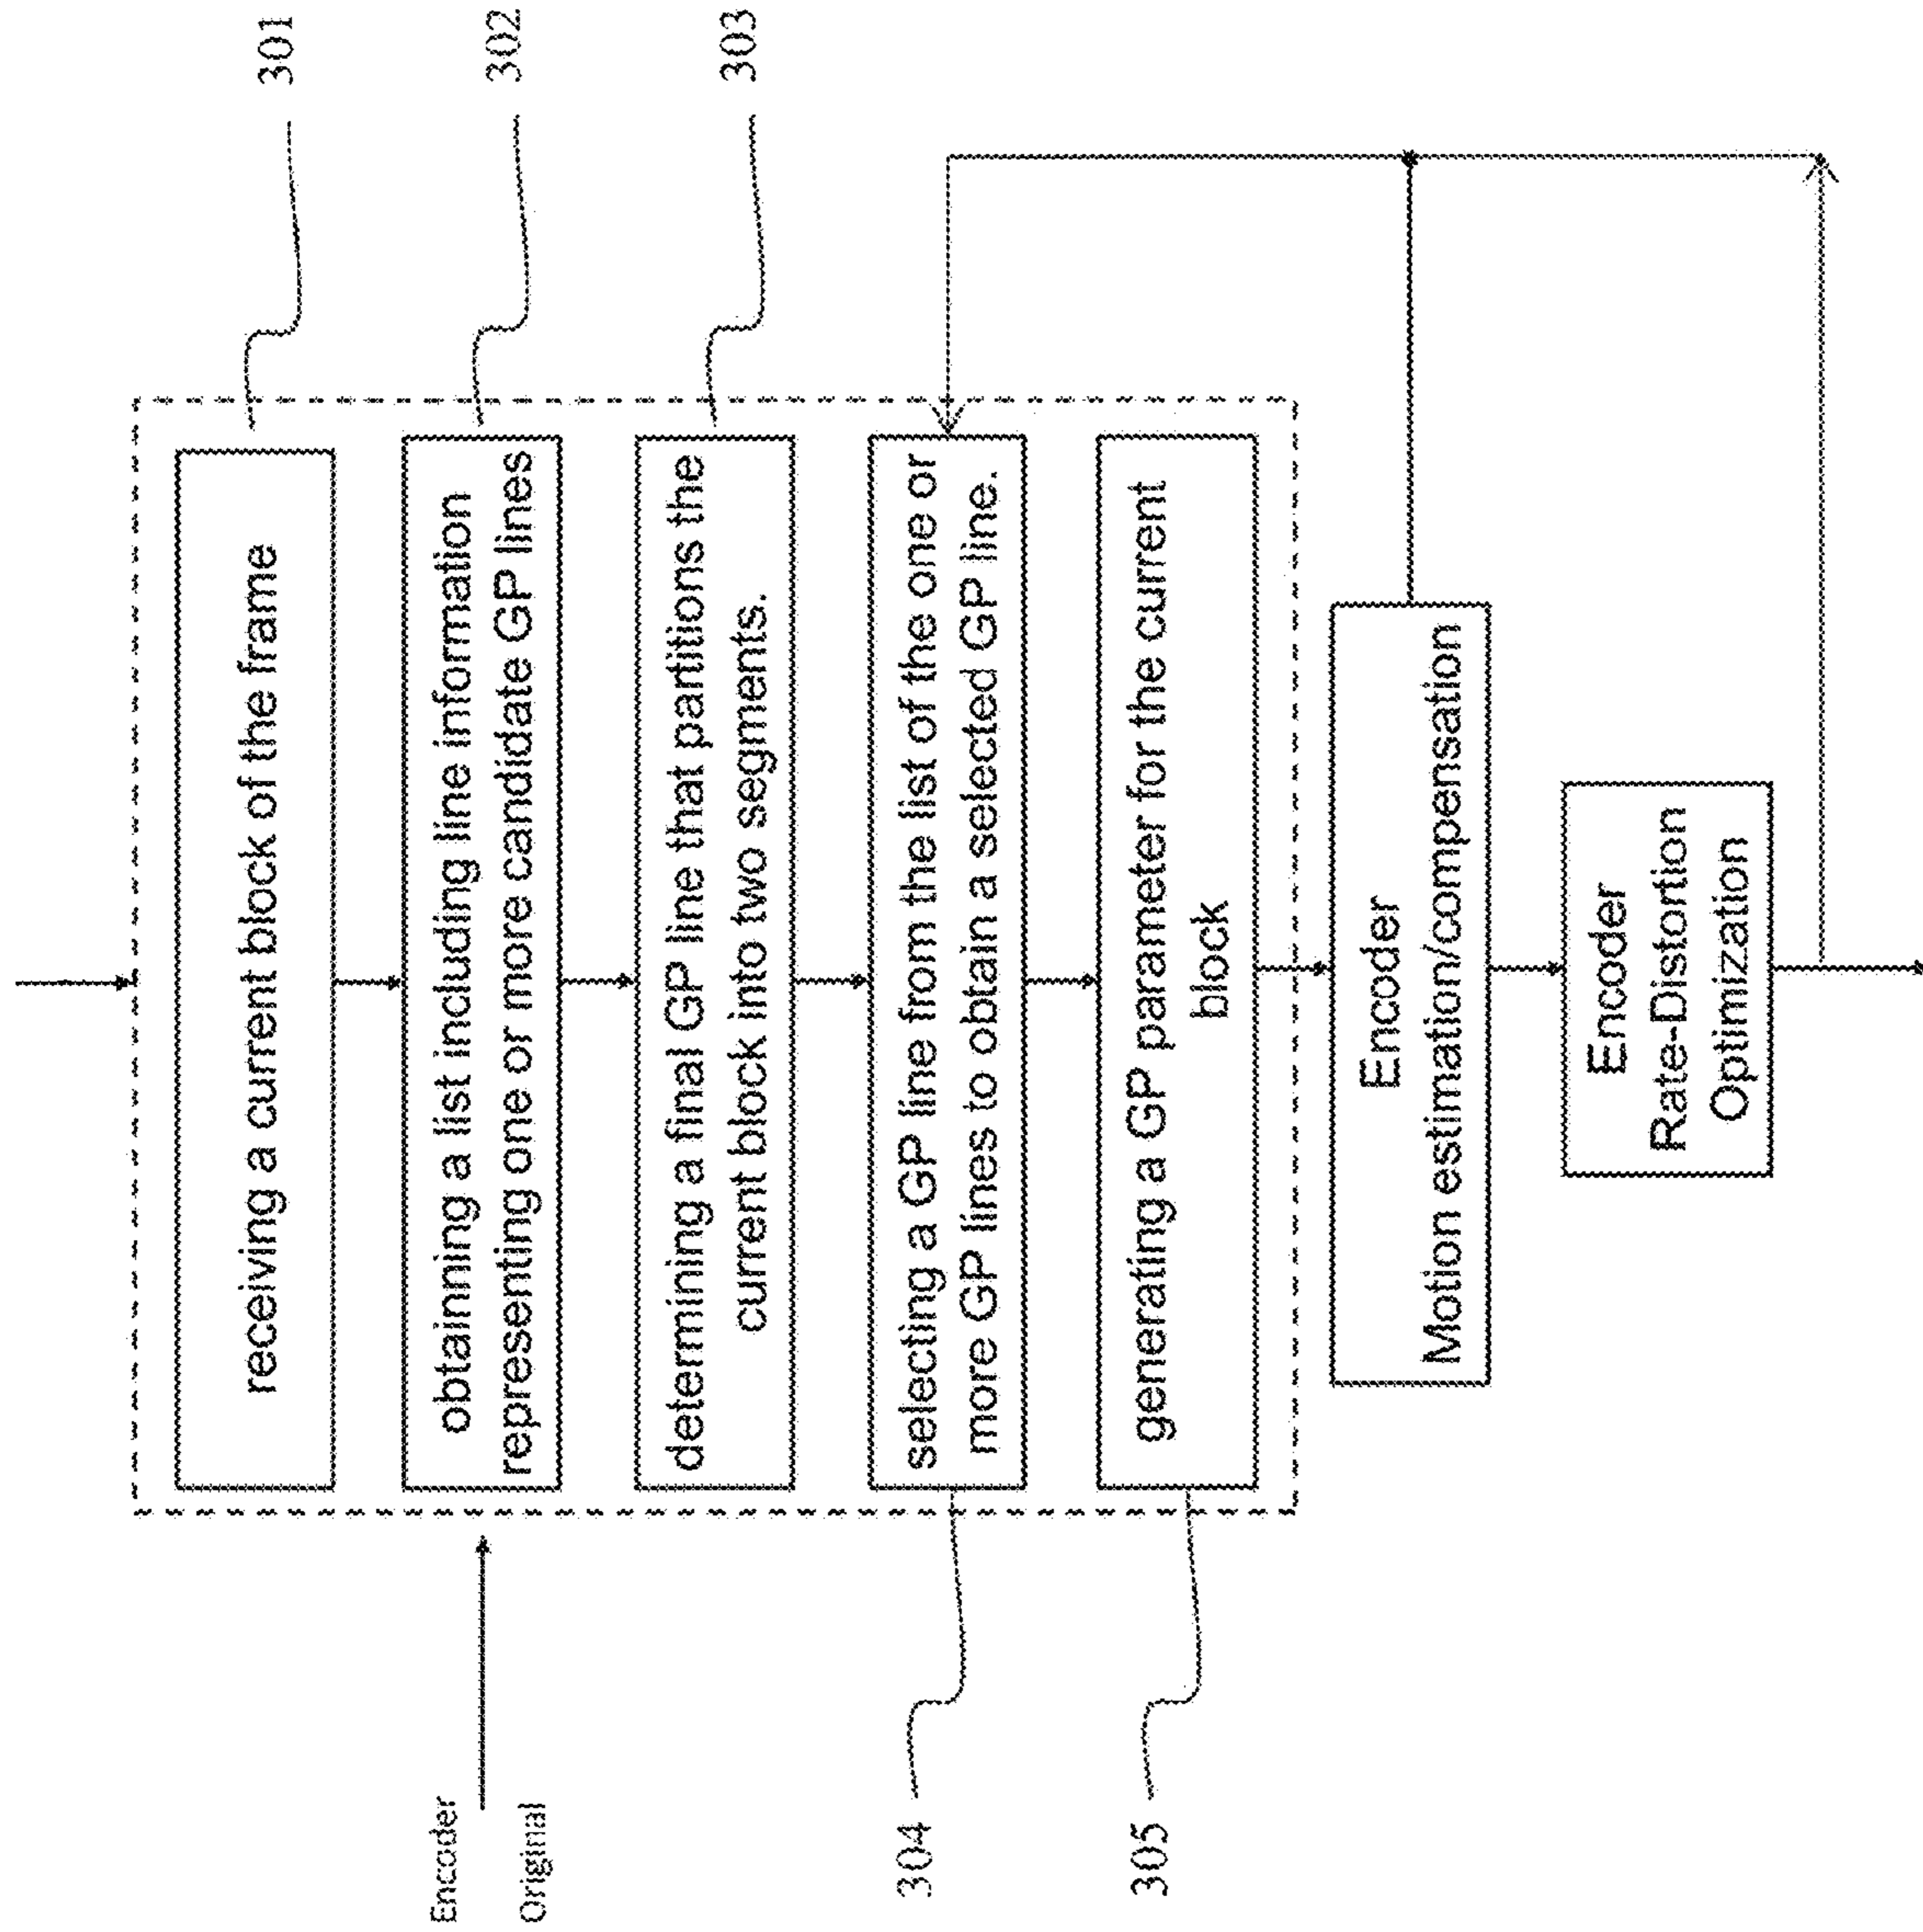 301
receiving a current block of the frame
302
obtainning a list including line information
representing one or more candidate GP lines
303
determining a final GP line that partitions the
current block into two segments.
selecting a GP line from the list of the one or
more GP lines to obtain a selected GP line.
304
generating a GP parameter for the current
block
305
Encoder
Original
Encoder
Motion estimation/compensation
Encoder
Rate-Distortion
Optimization